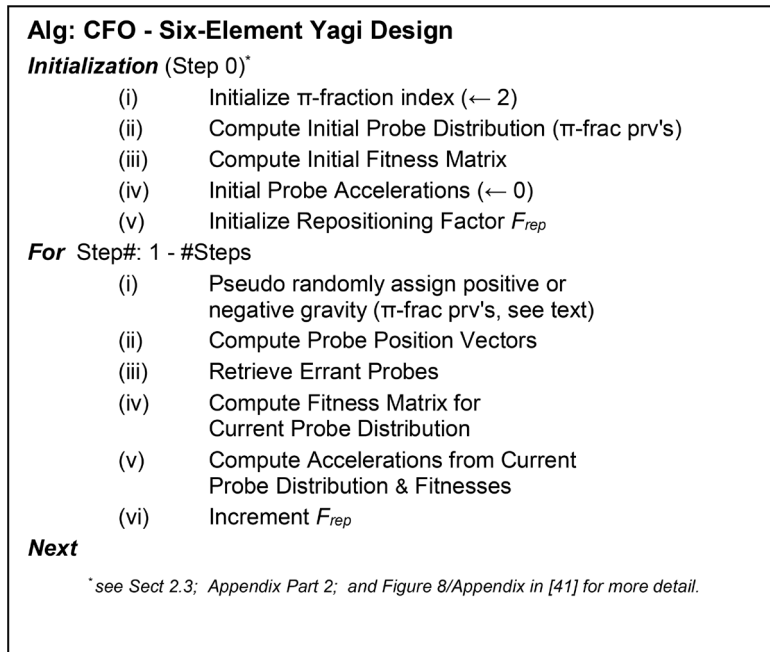 Alg: CFO - Six-Element Yagi Design
Initialization (Step 0)*
(i) Initialize π-fraction index (← 2)
(ii) Compute Initial Probe Distribution (π-frac prv's)
(iii) Compute Initial Fitness Matrix
(iv) Initial Probe Accelerations (← 0)
(v) Initialize Repositioning Factor Frep
For Step#: 1 - #Steps
(i) Pseudo randomly assign positive or
negative gravity (π-frac prv's, see text)
(ii) Compute Probe Position Vectors
(iii) Retrieve Errant Probes
(iv) Compute Fitness Matrix for
Current Probe Distribution
(v) Compute Accelerations from Current
Probe Distribution & Fitnesses
(vi) Increment Frep
Next
*see Sect 2.3; Appendix Part 2; and Figure 8/Appendix in [41] for more detail.